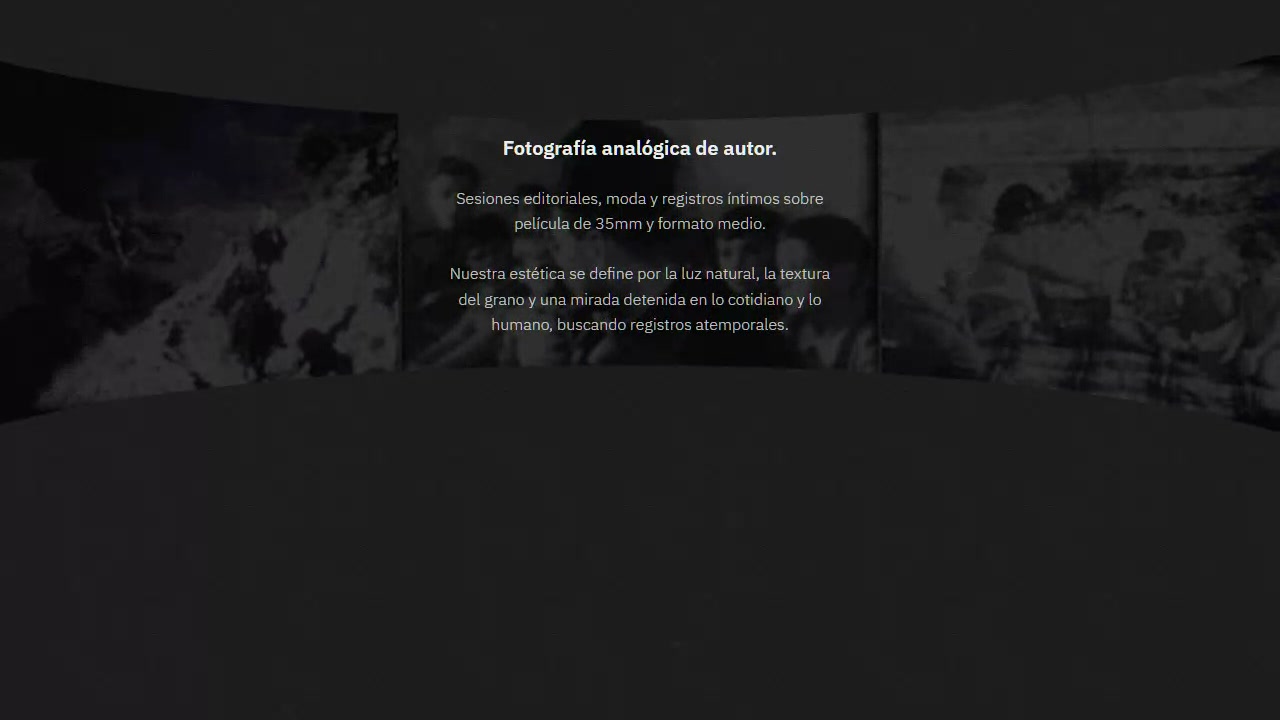 Fotografía analógica de autor.
Sesiones editoriales, moda y registros íntimos sobre
película de 35mm y formato medio.
Nuestra estética se define por la luz natural, la textura
del grano y una mirada detenida en lo cotidiano y lo
humano, buscando registros atemporales.